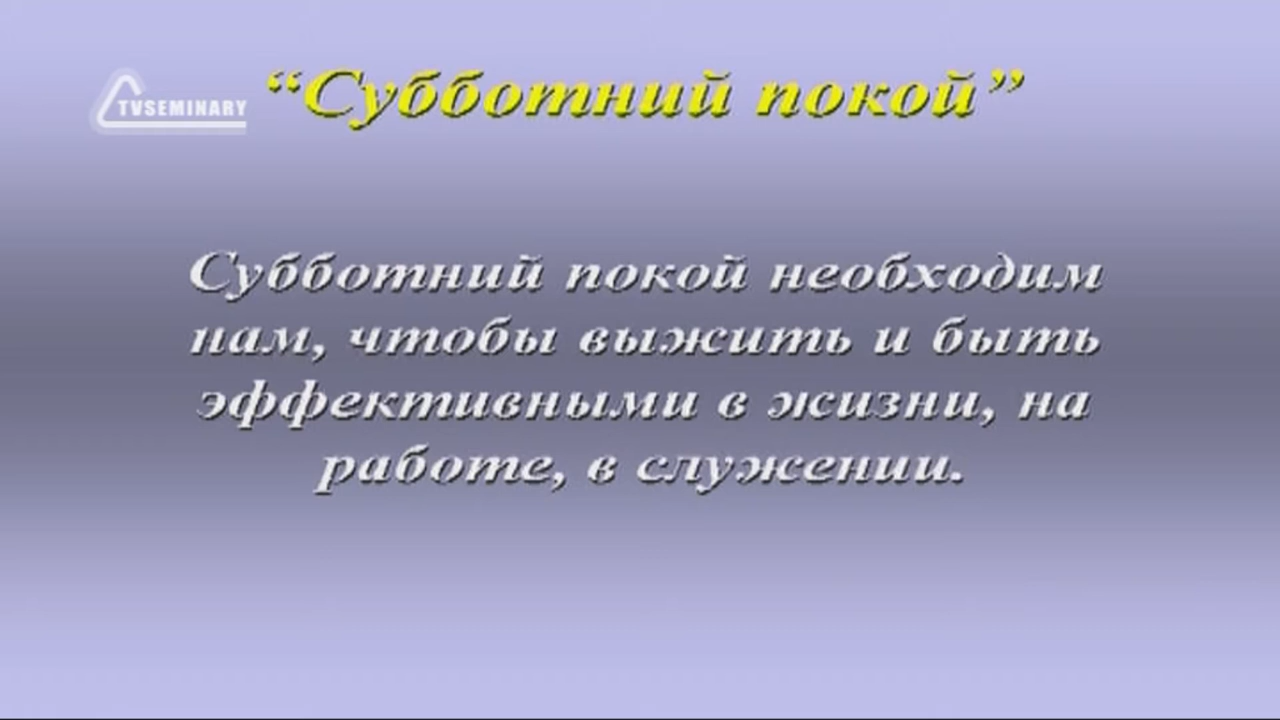 TVSEMINARY
“Субботний покой”
Субботний покой необходим
нам, чтобы выжить и быть
эффективными в жизни, на
работе, в служении.